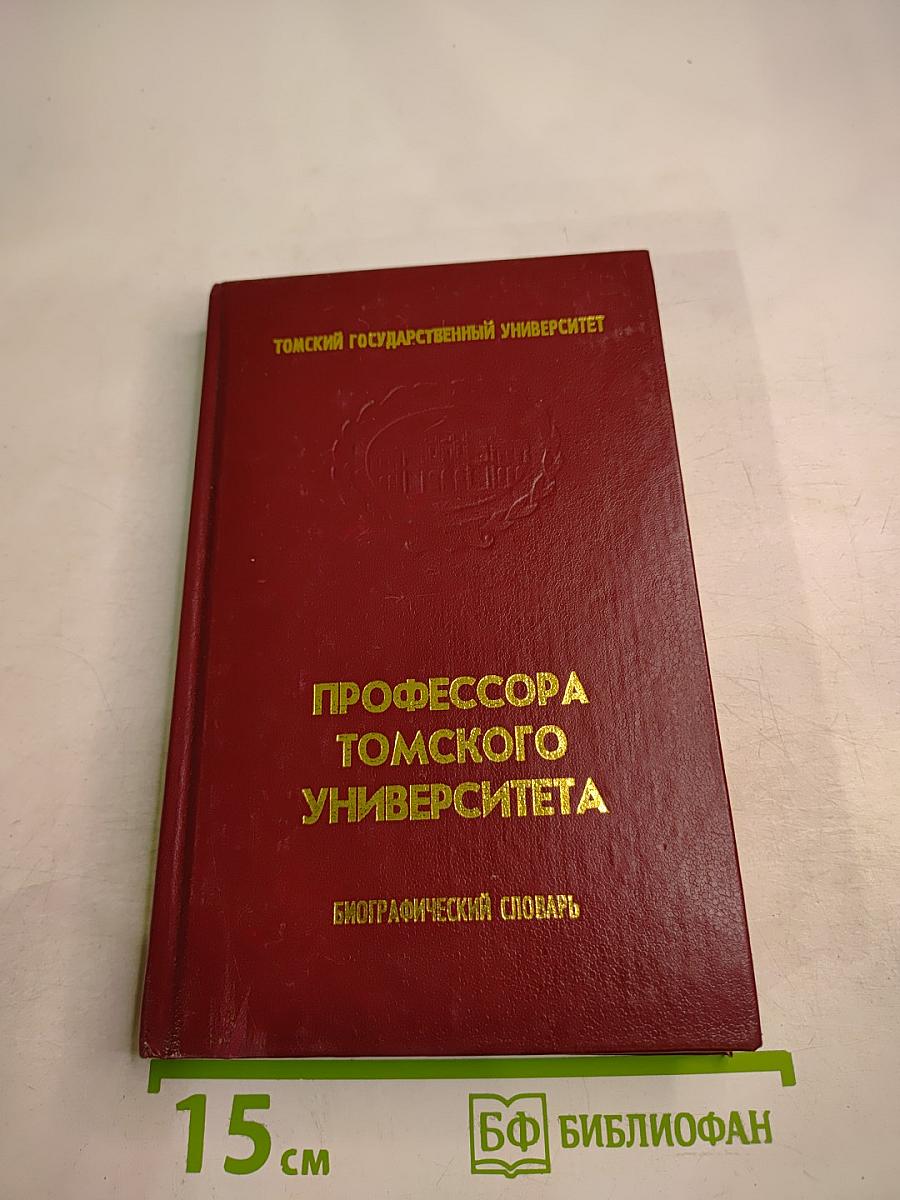 ТОМСКИЙ ГОСУДАРСТВЕННЫЙ УНИВЕРСИТЕТ
ПРОФЕССОРА
ТОМСКОГО
УНИВЕРСИТЕТА
БИОГРАФИЧЕСКИЙ СЛОВАРЬ
15 см
БФ БИБЛИОФАН